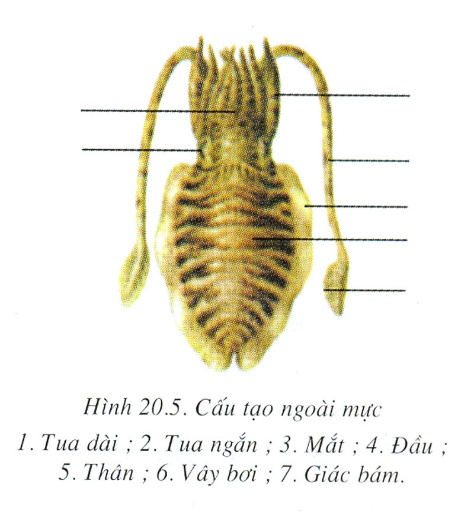 Hình 20.5. Cấu tạo ngoài mực
1. Tua dài ; 2. Tua ngắn ; 3. Mắt ; 4. Đầu ;
5. Thân ; 6. Vây bơi ; 7. Giác bám.